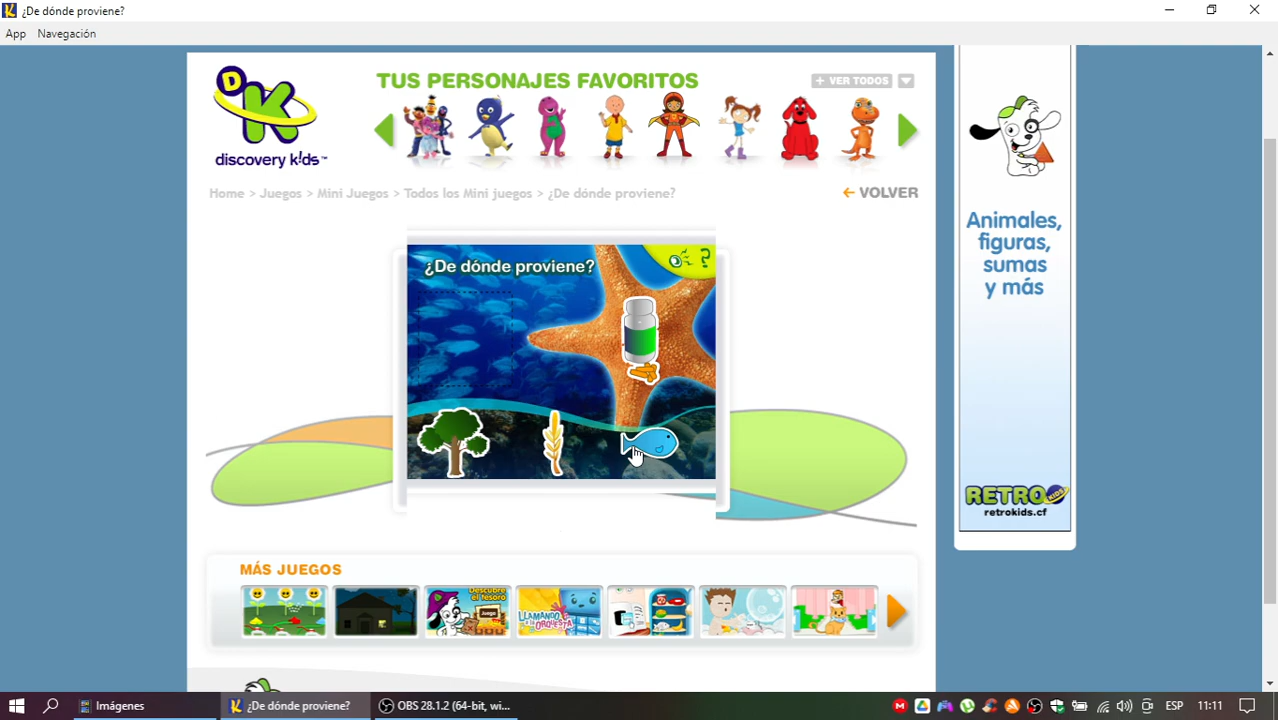 ¿De dónde proviene?
App Navegación
TUS PERSONAJES FAVORITOS
+ VER TODOS
D K
discovery k!ds™
Home > Juegos > Mini Juegos > Todos los Mini juegos > ¿De dónde proviene?
← VOLVER
¿De dónde proviene?
?
Animales,
figuras,
sumas
y más
RETRO KIDS
retrokids.cf
MÁS JUEGOS
Descubre
el tesoro
Juego
LLAMANDO
A LA
ORQUESTA
Imágenes
¿De dónde proviene?
OBS 28.1.2 (64-bit, wi...
ESP
11:11